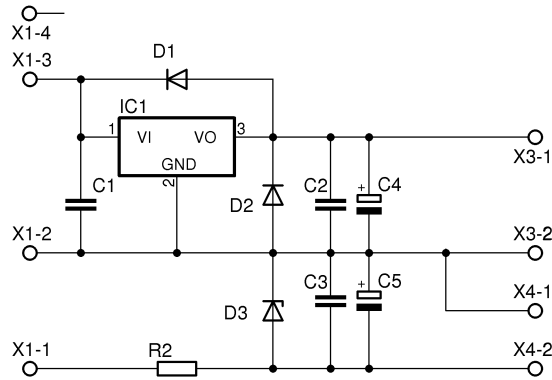 X1-4
X1-3
D1
IC1
1
VI
VO
3
GND
2
X3-1
C1
D2
C2
+
C4
X1-2
X3-2
D3
C3
+
C5
X4-1
X1-1
R2
X4-2